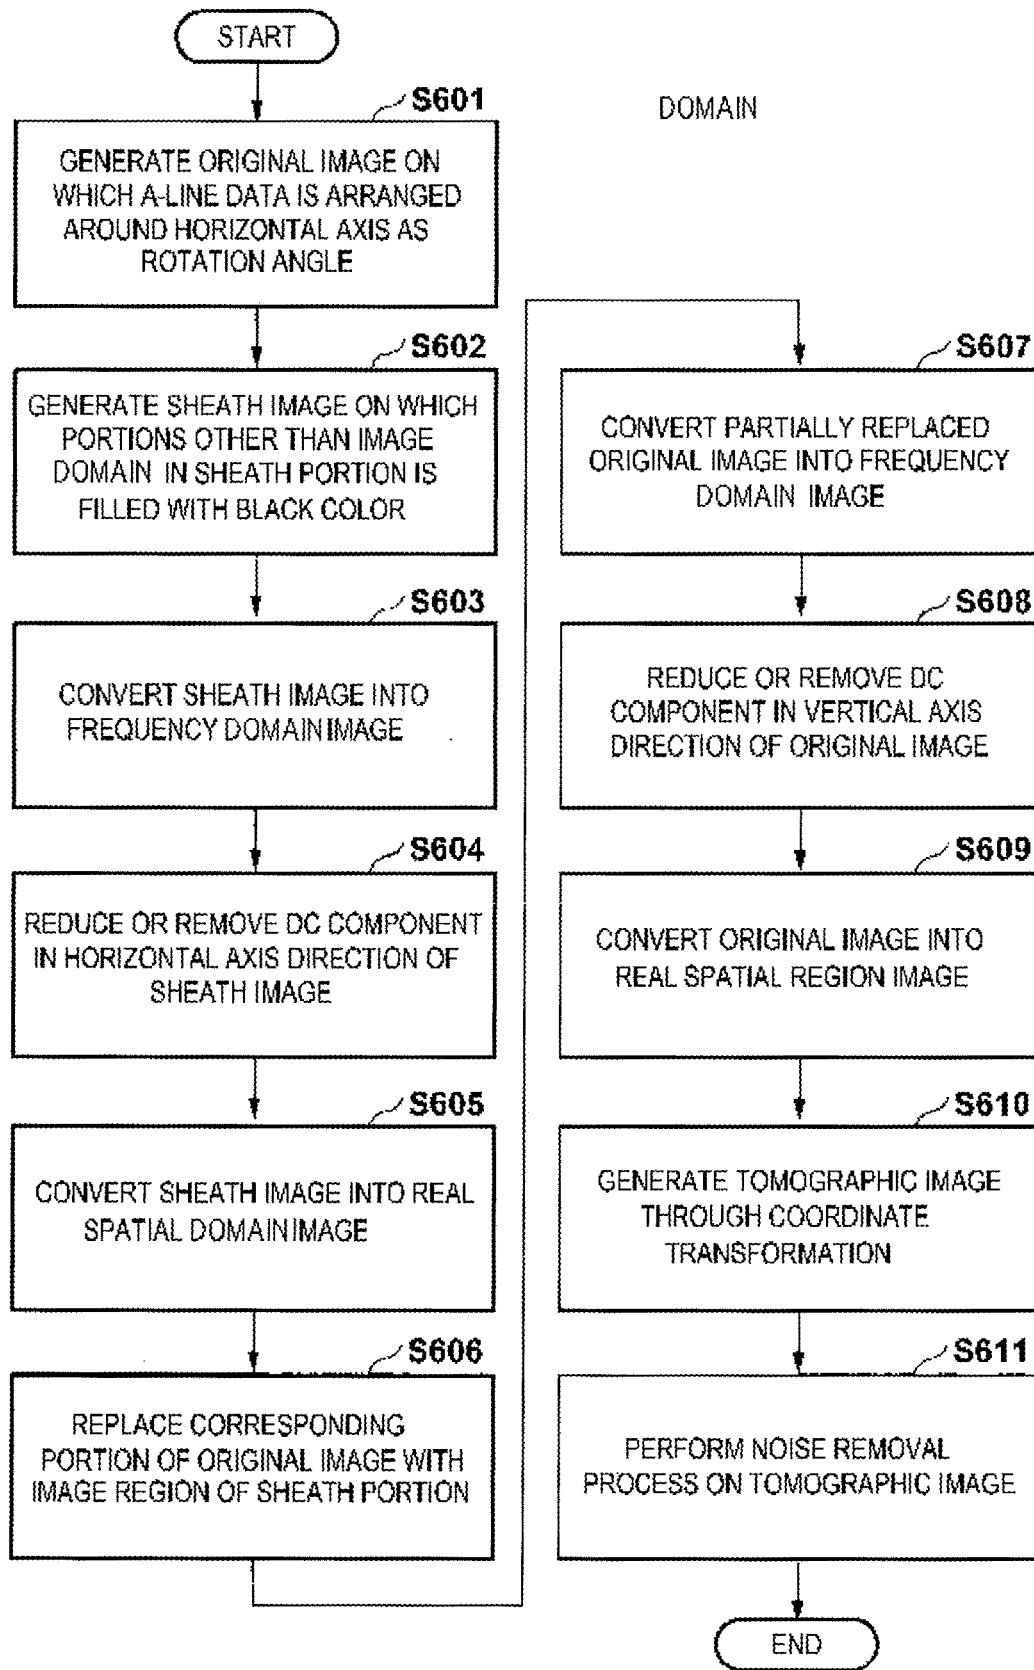 START
S601
GENERATE ORIGINAL IMAGE ON
WHICH A-LINE DATA IS ARRANGED
AROUND HORIZONTAL AXIS AS
ROTATION ANGLE
S602
GENERATE SHEATH IMAGE ON WHICH
PORTIONS OTHER THAN IMAGE
DOMAIN IN SHEATH PORTION IS
FILLED WITH BLACK COLOR
S603
CONVERT SHEATH IMAGE INTO
FREQUENCY DOMAIN IMAGE
S604
REDUCE OR REMOVE DC COMPONENT
IN HORIZONTAL AXIS DIRECTION OF
SHEATH IMAGE
S605
CONVERT SHEATH IMAGE INTO REAL
SPATIAL DOMAIN IMAGE
S606
REPLACE CORRESPONDING
PORTION OF ORIGINAL IMAGE WITH
IMAGE REGION OF SHEATH PORTION
DOMAIN
S607
CONVERT PARTIALLY REPLACED
ORIGINAL IMAGE INTO FREQUENCY
DOMAIN IMAGE
S608
REDUCE OR REMOVE DC
COMPONENT IN VERTICAL AXIS
DIRECTION OF ORIGINAL IMAGE
S609
CONVERT ORIGINAL IMAGE INTO
REAL SPATIAL REGION IMAGE
S610
GENERATE TOMOGRAPHIC IMAGE
THROUGH COORDINATE
TRANSFORMATION
S611
PERFORM NOISE REMOVAL
PROCESS ON TOMOGRAPHIC IMAGE
END